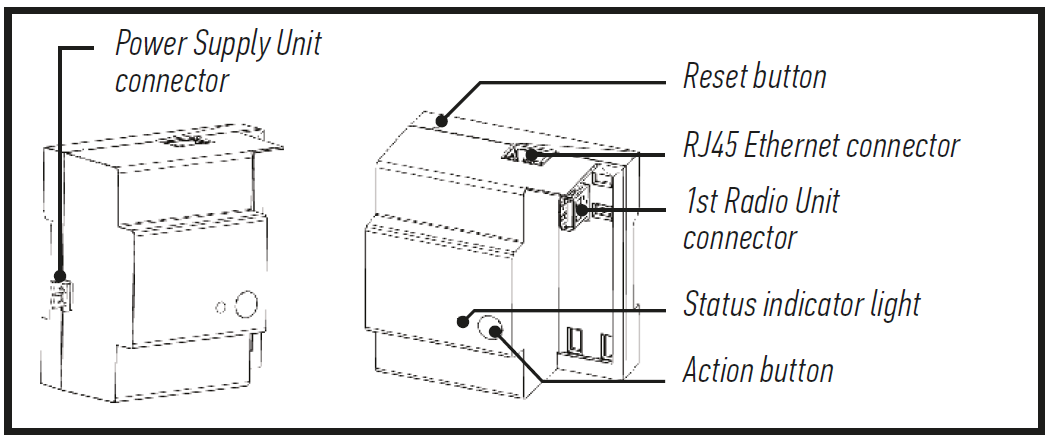 Power Supply Unit
connector
Reset button
RJ45 Ethernet connector
1st Radio Unit
connector
Status indicator light
Action button